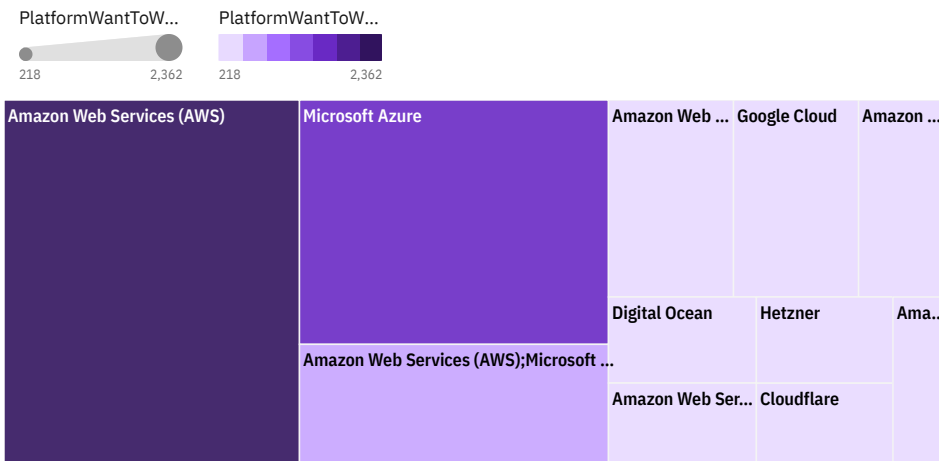 PlatformWantToW... PlatformWantToW...
218 2,362 218 2,362
Amazon Web Services (AWS) Microsoft Azure Amazon Web ... Google Cloud Amazon ...
Digital Ocean Hetzner Ama...
Amazon Web Services (AWS);Microsoft ...
Amazon Web Ser... Cloudflare